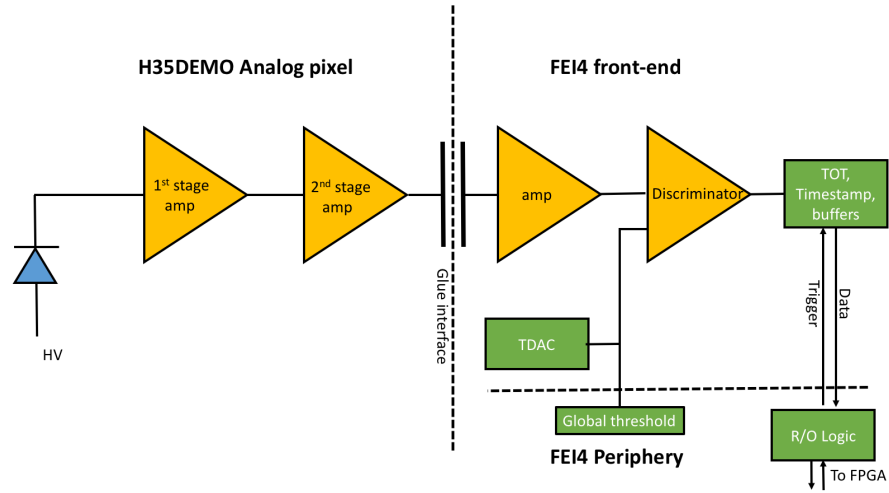 H35DEMO Analog pixel
FEI4 front-end
1st stage
amp
2nd stage
amp
amp
Discriminator
TOT,
Timestamp,
buffers
Glue interface
Trigger
Data
HV
TDAC
Global threshold
FEI4 Periphery
R/O Logic
To FPGA